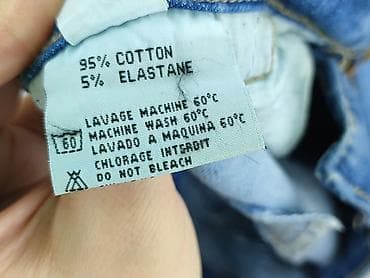 95% COTTON
5% ELASTANE
LAVAGE MACHINE 60°C
60 MACHINE WASH 60°C
LAVADO A MAQUINA 60°C
CHLORAGE INTERDIT
DO NOT BLEACH